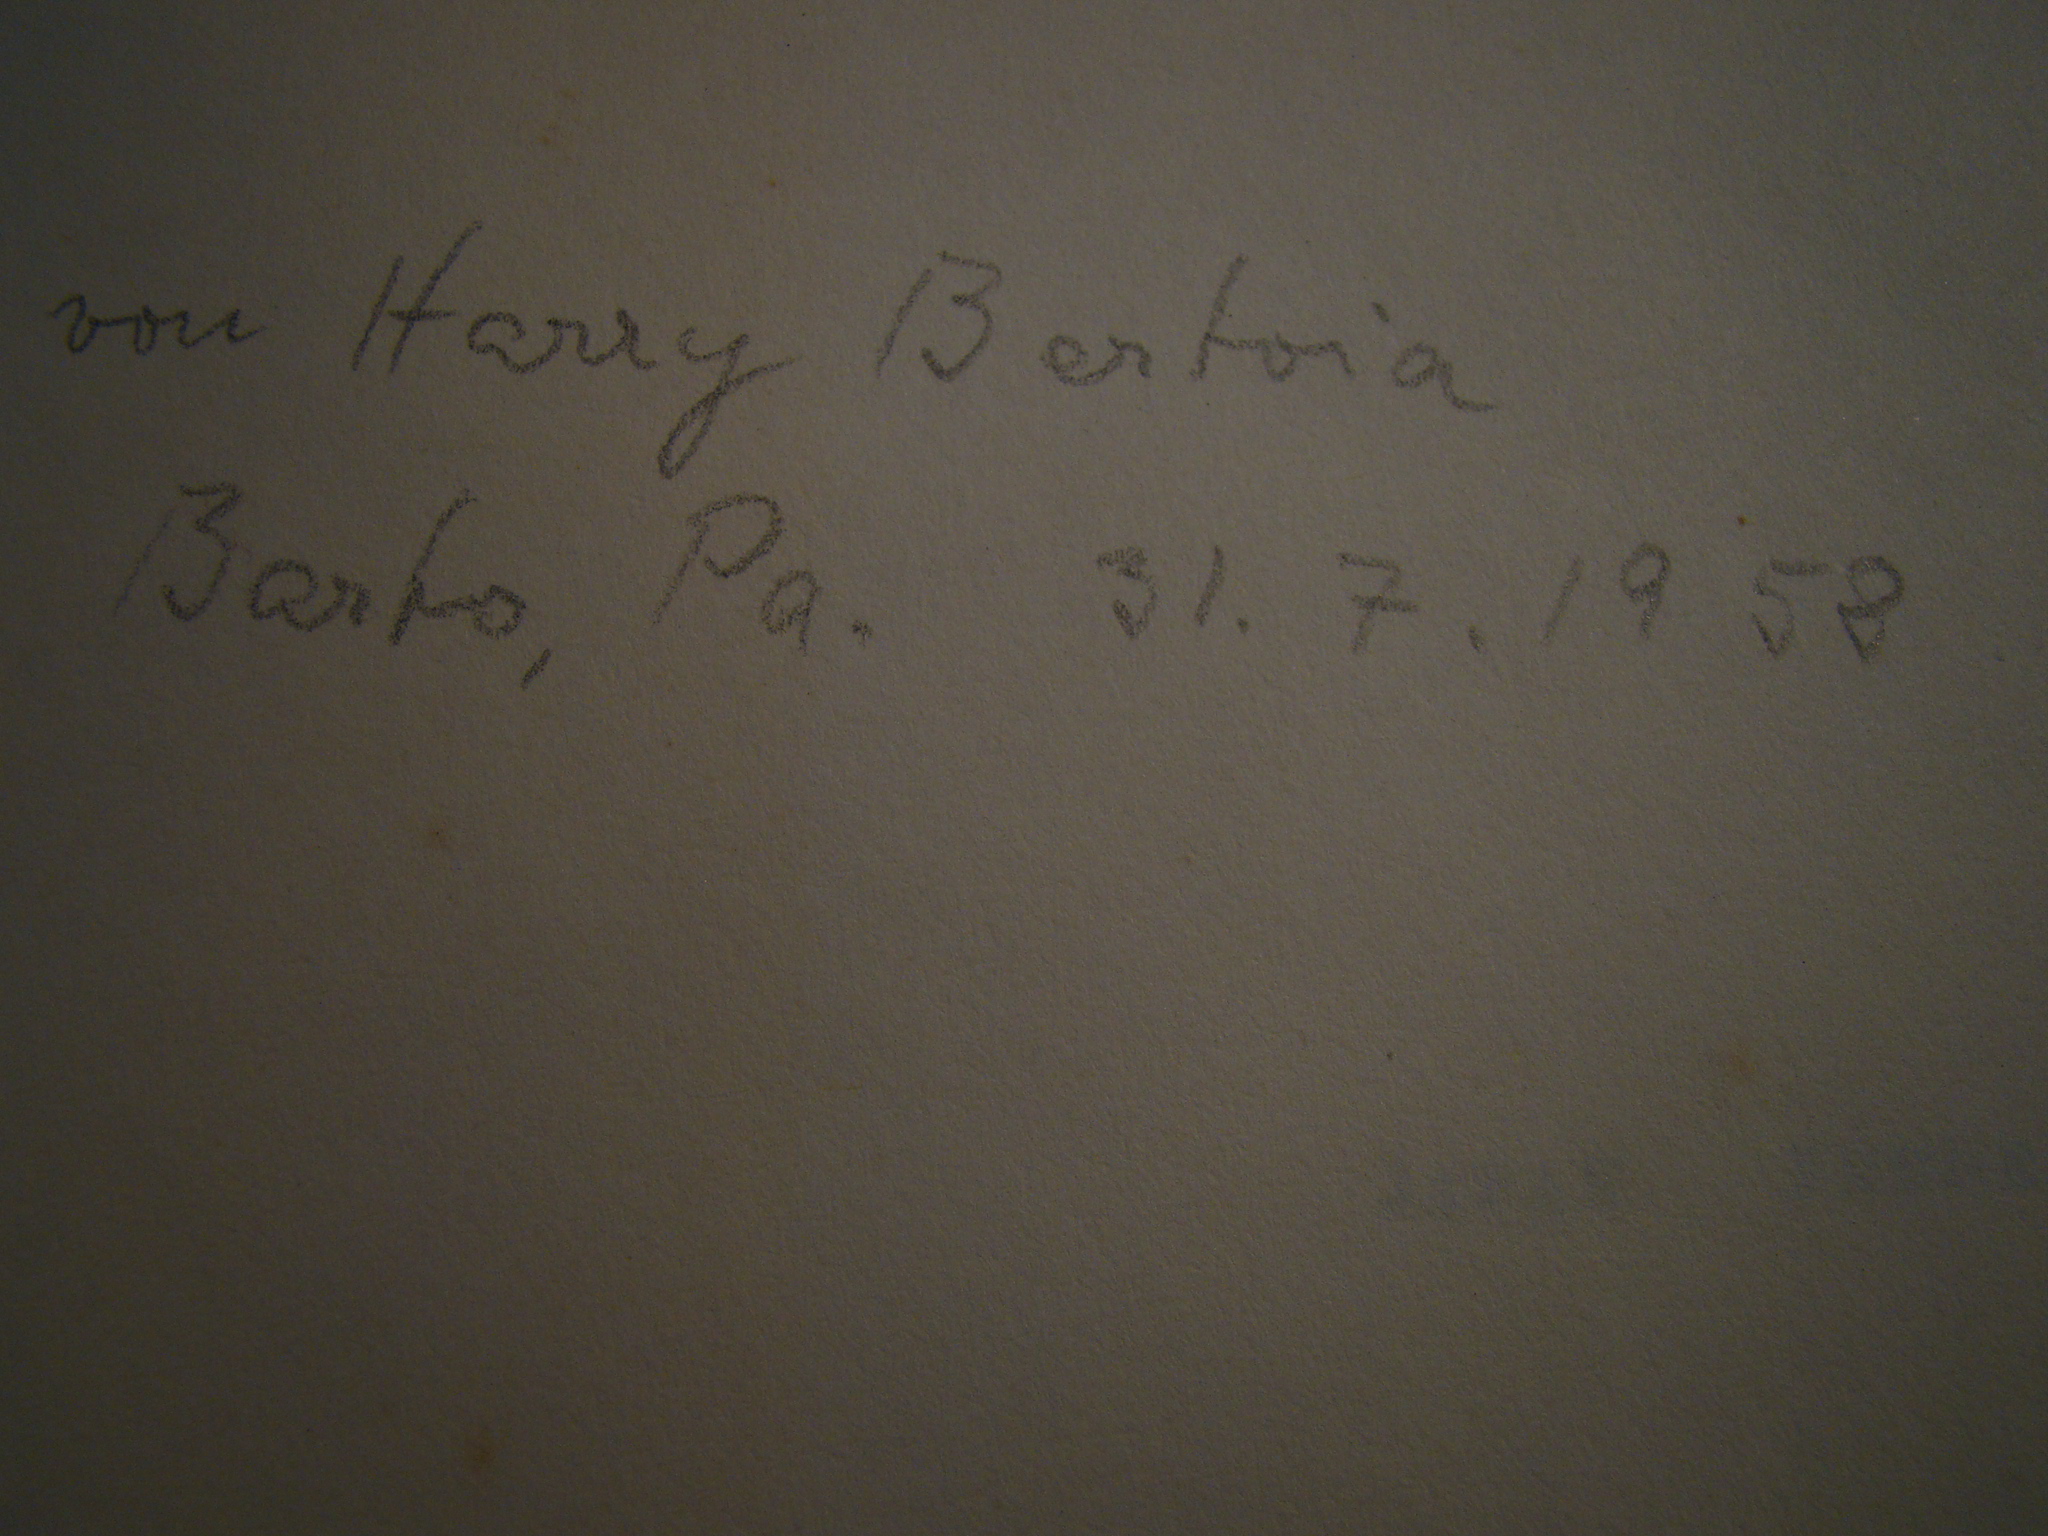 von Harry Bertoia
Barto, Pa. 31.7.1958